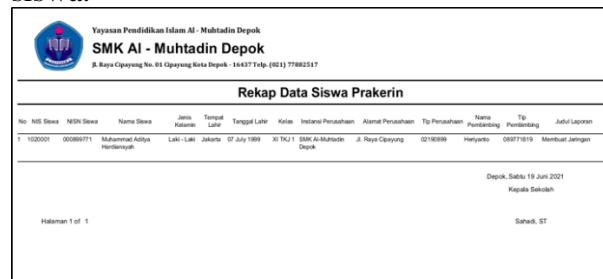 Yayasan Pendidikan Islam Al - Muhtadin Depok
SMK Al - Muhtadin Depok
Jl. Raya Cipayung No. 01 Cipayung Kota Depok - 16437 Telp. (021) 77882517
Rekap Data Siswa Prakerin
No NIS Siswa NISN Siswa Nama Siswa Jenis Kelamin Tempat Lahir Tanggal Lahir Kelas Instansi Perusahaan Alamat Perusahaan Tlp Perusahaan Nama Pembimbing Tlp Pembimbing Judul Laporan
1 1020001 000899771 Muhammad Aditya Herdiansyah Laki - Laki Jakarta 07 July 1999 XI TKJ 1 SMK Al-Muhtadin Depok Jl. Raya Cipayung 02190899 Heriyanto 089771819 Membuat Jaringan
Depok, Sabtu 19 Juni 2021
Kepala Sekolah
Halaman 1 of 1
Sahadi, ST